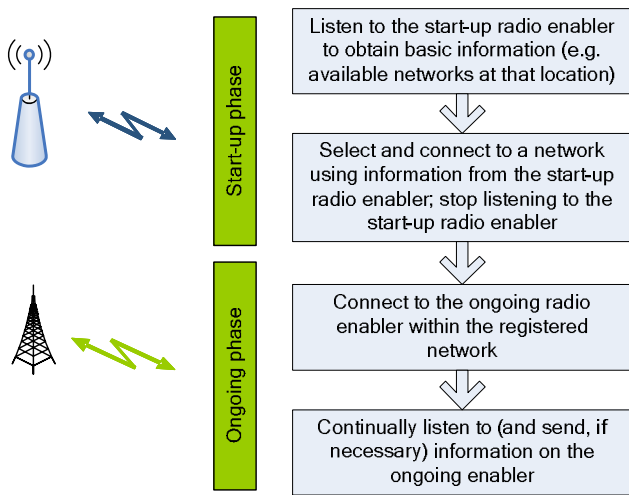 Start-up phase
Listen to the start-up radio enabler
to obtain basic information (e.g.
available networks at that location)
Select and connect to a network
using information from the start-up
radio enabler; stop listening to the
start-up radio enabler
Ongoing phase
Connect to the ongoing radio
enabler within the registered
network
Continually listen to (and send, if
necessary) information on the
ongoing enabler